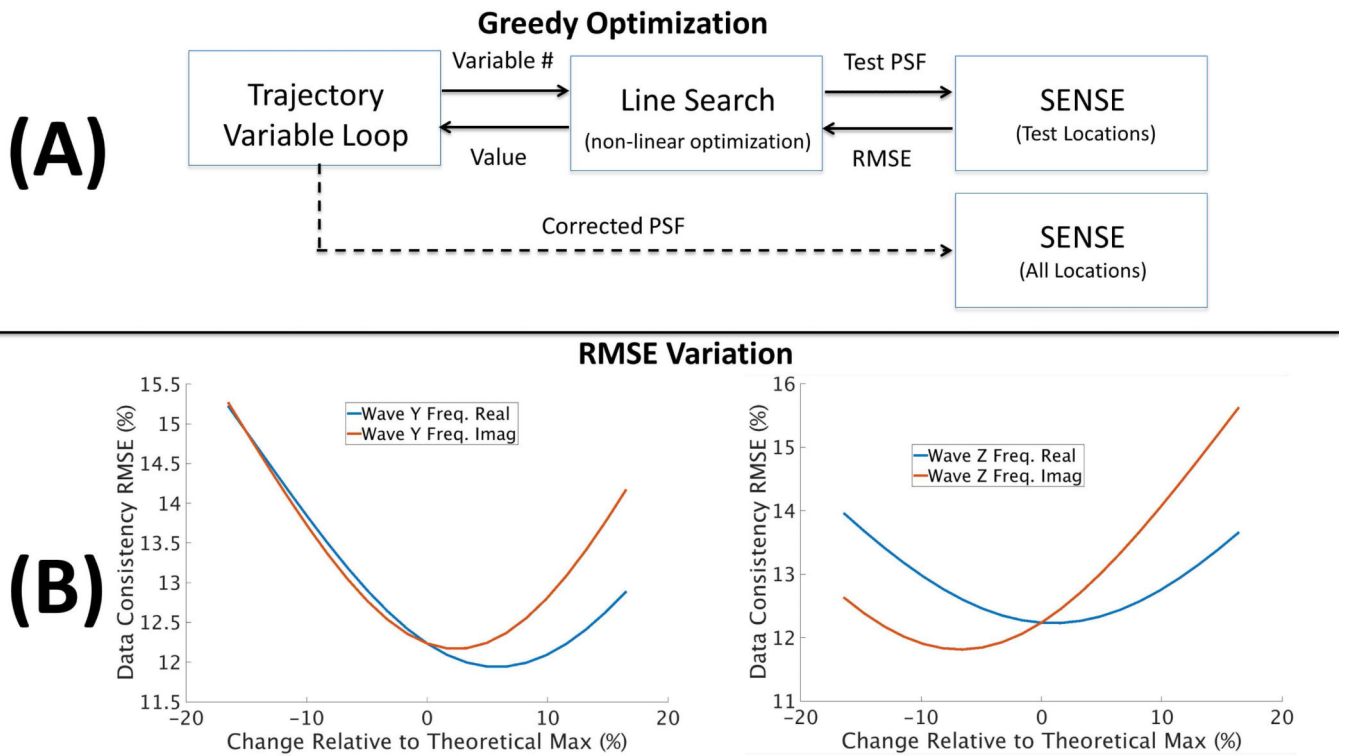 Greedy Optimization
(A)
Trajectory
Variable Loop
Variable #
Value
Line Search
(non-linear optimization)
Test PSF
RMSE
SENSE
(Test Locations)
Corrected PSF
SENSE
(All Locations)
RMSE Variation
(B)
Data Consistency RMSE (%)
15.5
15
14.5
14
13.5
13
12.5
12
11.5
Wave Y Freq. Real
Wave Y Freq. Imag
−20 −10 0 10 20
Change Relative to Theoretical Max (%)
Data Consistency RMSE (%)
16
15
14
13
12
11
Wave Z Freq. Real
Wave Z Freq. Imag
−20 −10 0 10 20
Change Relative to Theoretical Max (%)